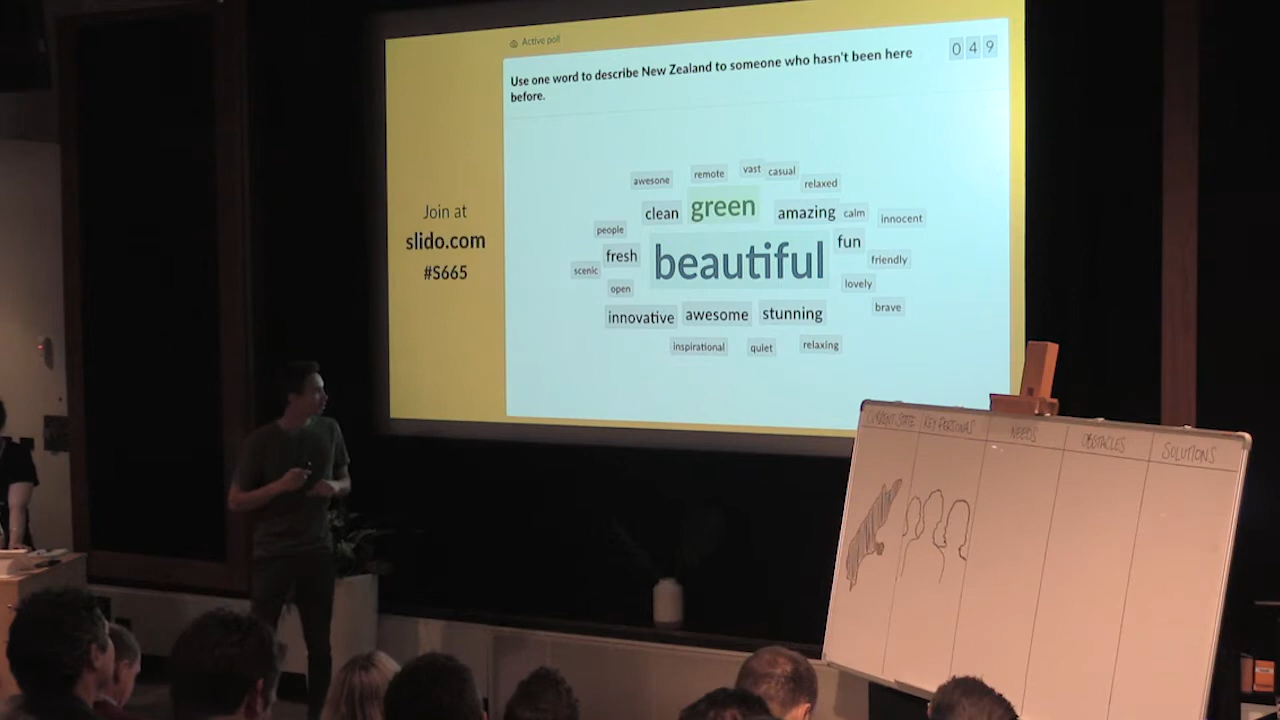 Active poll
049
Use one word to describe New Zealand to someone who hasn't been here
before.
Join at
slido.com
#S665
awesone
remote
vast
casual
relaxed
clean
green
amazing
calm
innocent
people
fresh
beautiful
fun
friendly
scenic
open
lovely
brave
innovative
awesome
stunning
inspirational
quiet
relaxing
CURRENT STATE
KEY PERSONAS
NEEDS
OBSTACLES
SOLUTIONS